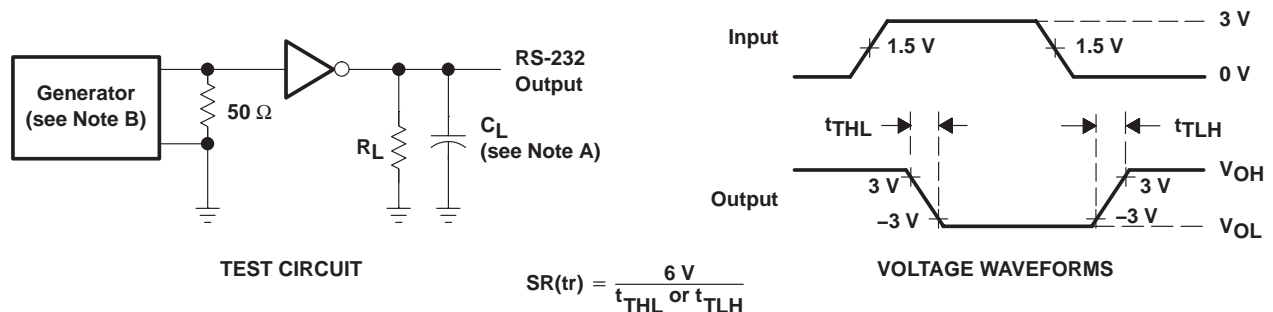 Generator
(see Note B)
50 Ω
RS-232
Output
RL
CL
(see Note A)
TEST CIRCUIT
Input
3 V
1.5 V
1.5 V
0 V
tTHL
tTLH
Output
3 V
–3 V
3 V
–3 V
VOH
VOL
VOLTAGE WAVEFORMS
SR(tr) = 6 V / tTHL or tTLH